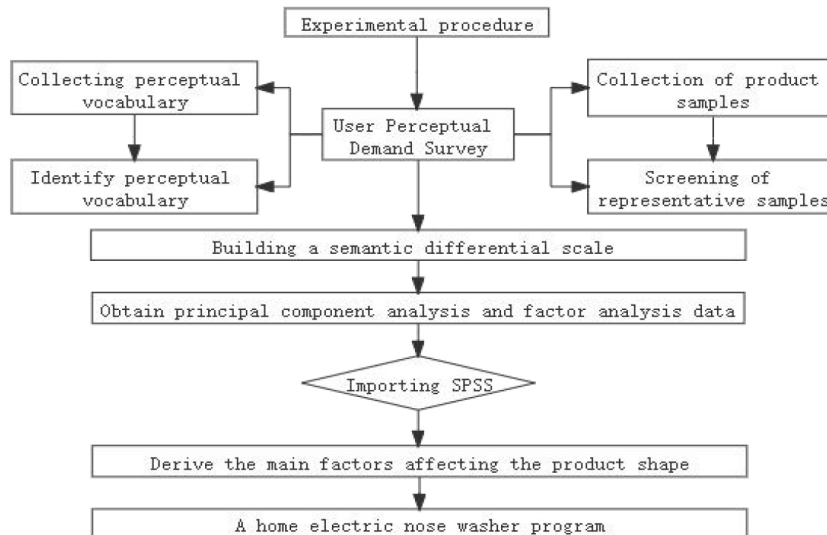 Experimental procedure
Collecting perceptual
vocabulary
Collection of product
samples
User Perceptual
Demand Survey
Identify perceptual
vocabulary
Screening of
representative samples
Building a semantic differential scale
Obtain principal component analysis and factor analysis data
Importing SPSS
Derive the main factors affecting the product shape
A home electric nose washer program